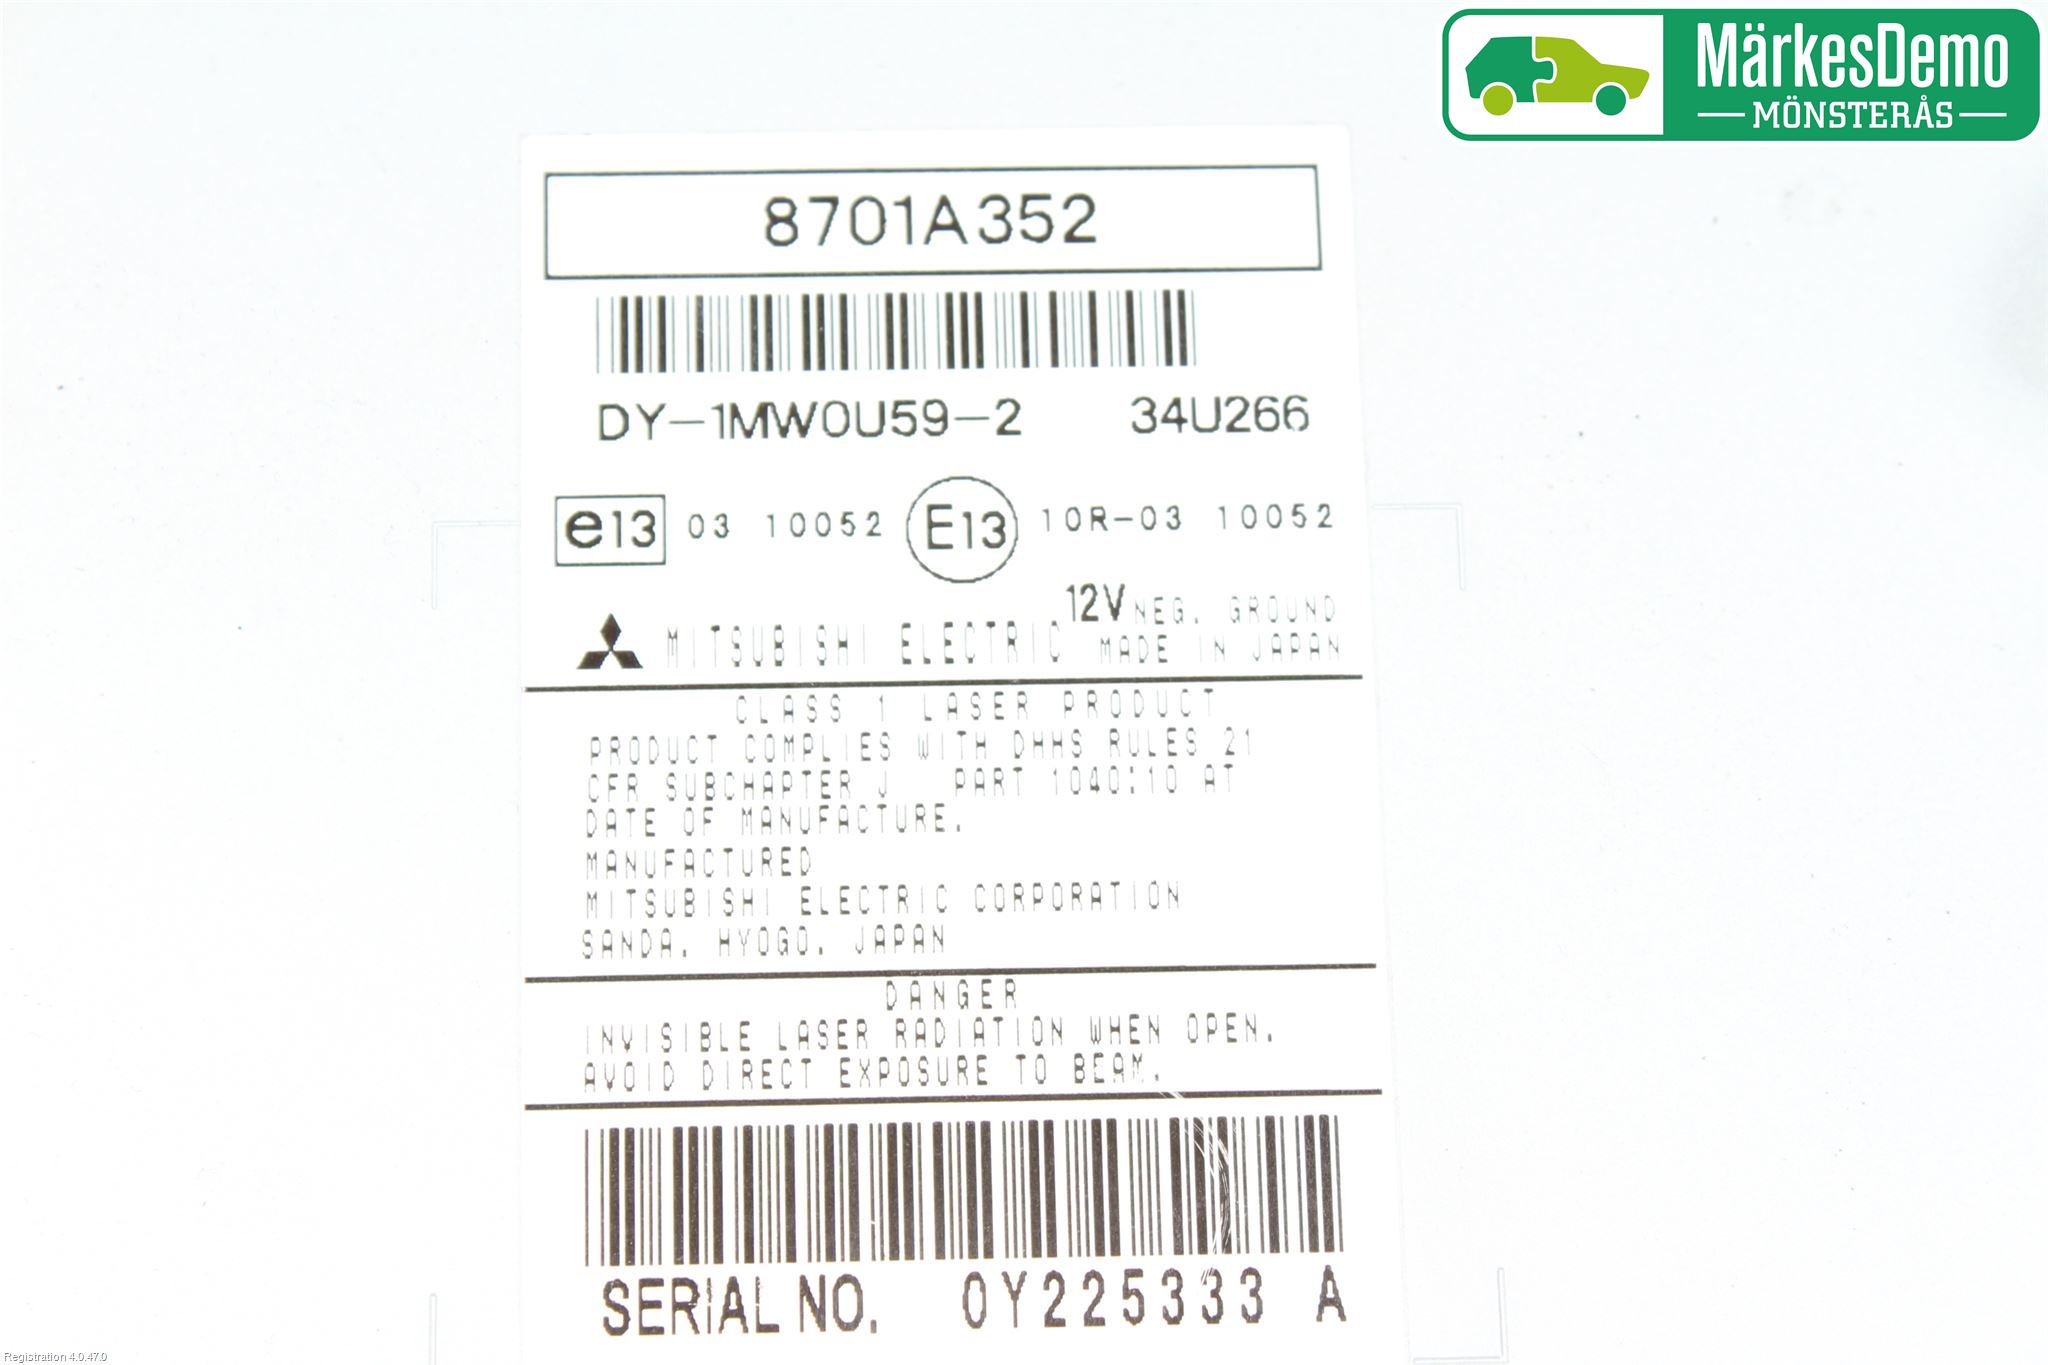 MärkesDemo
MÖNSTERÅS
8701A352
DY-1MW0U59-2 34U266
e13 03 10052 E13 10R-03 10052
12V NEG. GROUND
MITSUBISHI ELECTRIC MADE IN JAPAN
CLASS 1 LASER PRODUCT
PRODUCT COMPLIES WITH DHHS RULES 21
CFR SUBCHAPTER J PART 1040:10 AT
DATE OF MANUFACTURE.
MANUFACTURED
MITSUBISHI ELECTRIC CORPORATION
SANDA, HYOGO, JAPAN
DANGER
INVISIBLE LASER RADIATION WHEN OPEN.
AVOID DIRECT EXPOSURE TO BEAM.
SERIAL NO. 0Y225333 A
Registration 4.0.47.0